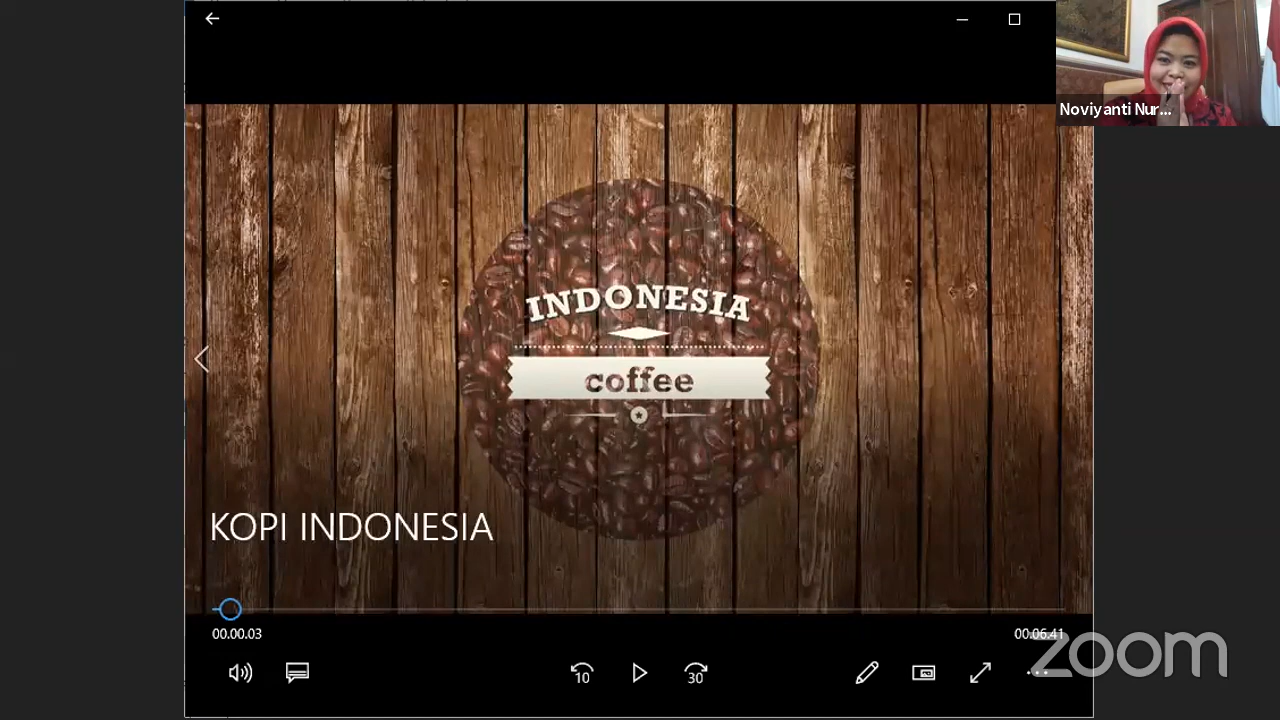 Noviyanti Nur...
INDONESIA
coffee
KOPI INDONESIA
00.00.03
00.06.41
10
30
zoom